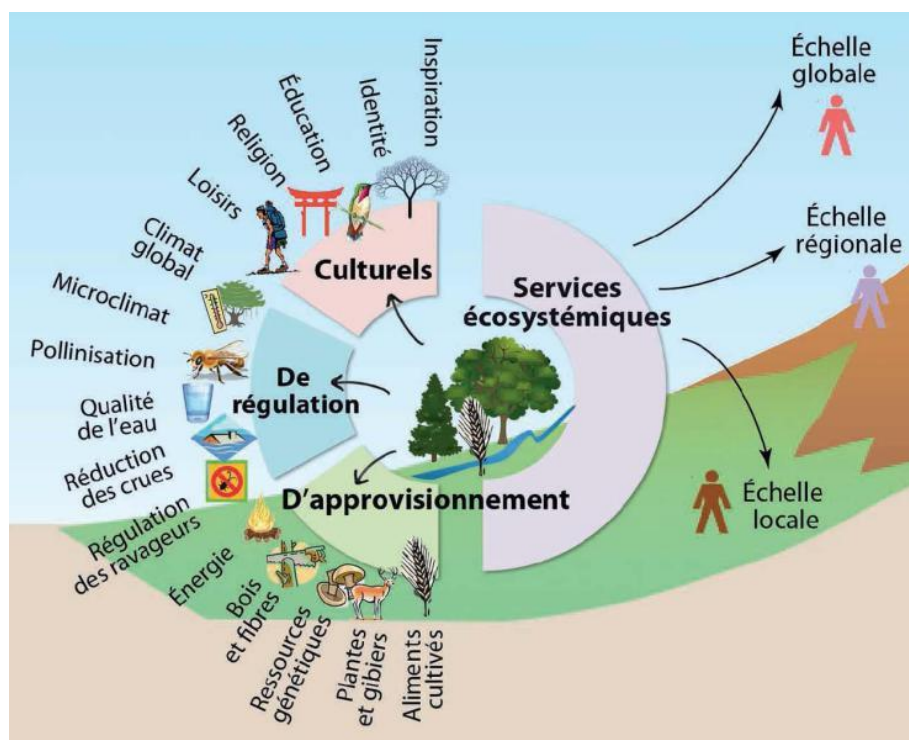 Inspiration
Identité
Éducation
Religion
Loisirs
Climat
global
Microclimat
Pollinisation
Qualité
de l'eau
Réduction
des crues
Régulation
des ravageurs
Énergie
Bois
et fibres
Ressources
génétiques
Plantes
et gibiers
Aliments
cultivés
Culturels
De
régulation
D'approvisionnement
Services
écosystémiques
Échelle
globale
Échelle
régionale
Échelle
locale